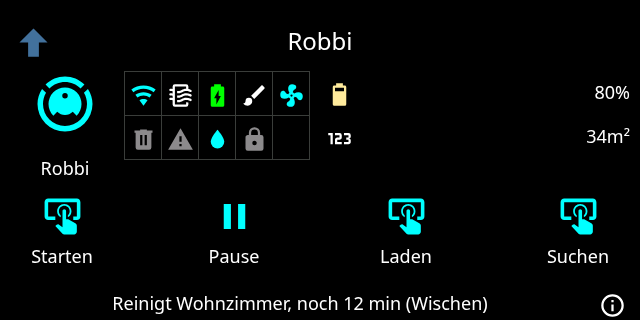 Robbi
80%
123
34m²
Robbi
Starten
Pause
Laden
Suchen
Reinigt Wohnzimmer, noch 12 min (Wischen)